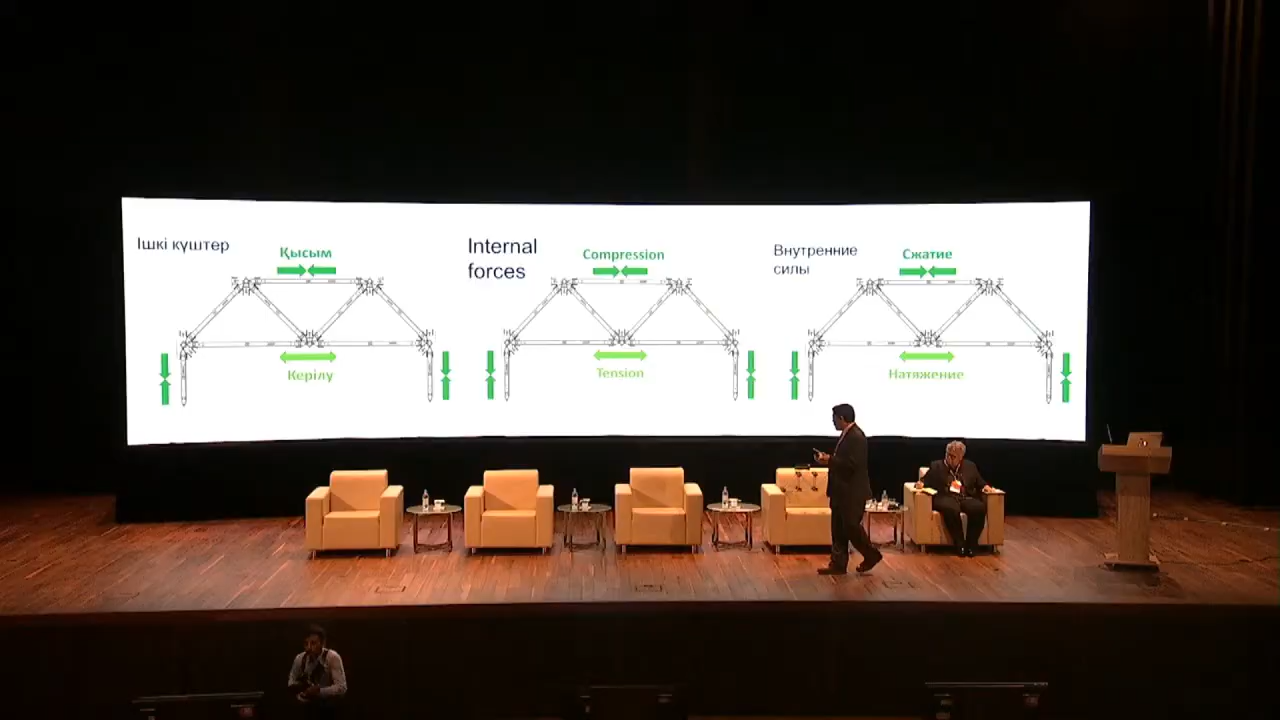 Ішкі күштер
Қысым
Керілу
Internal
forces
Compression
Tension
Внутренние
силы
Сжатие
Натяжение